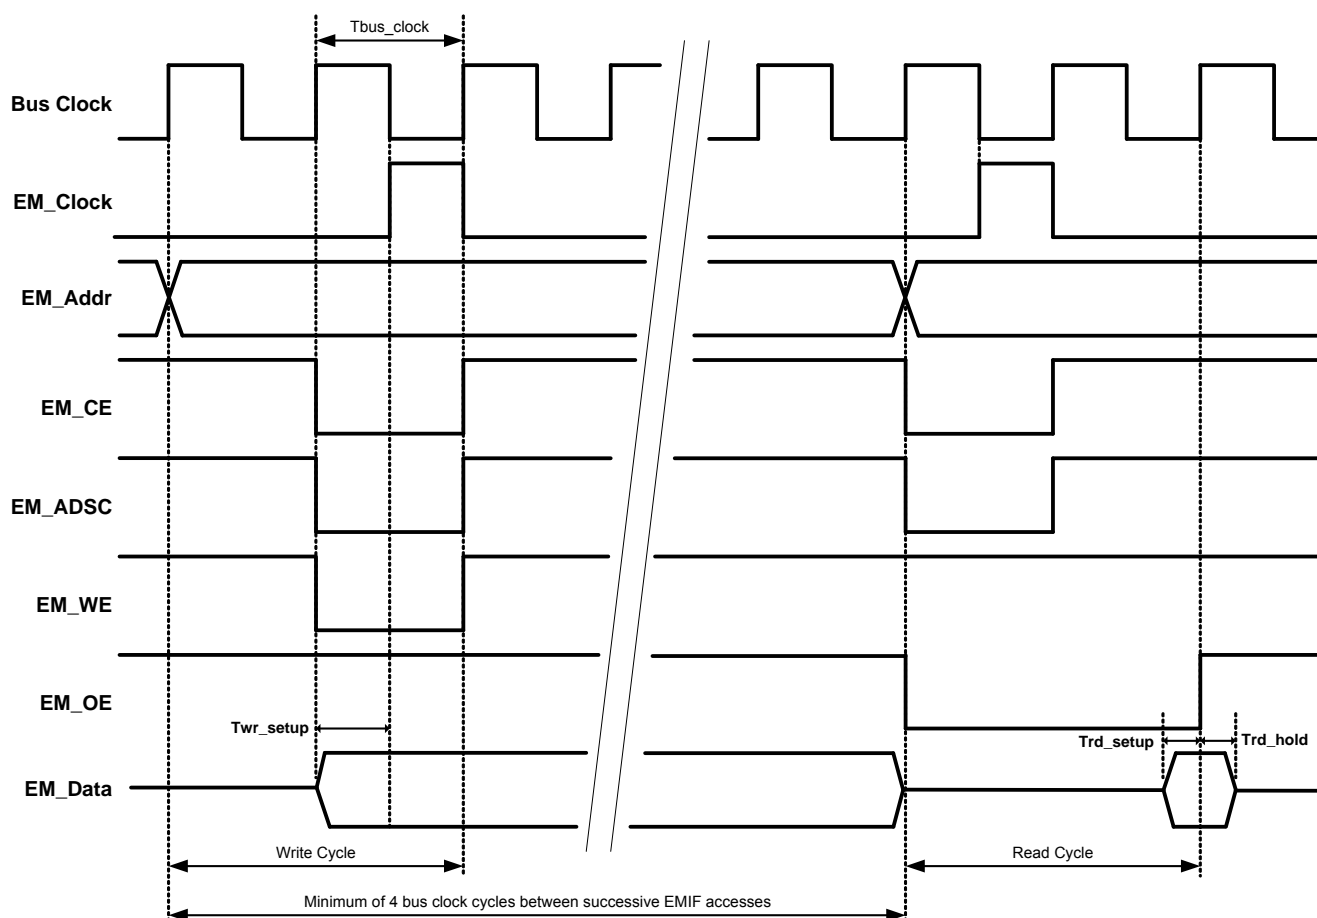 Tbus_clock
Bus Clock
EM_Clock
EM_Addr
EM_CE
EM_ADSC
EM_WE
EM_OE
Twr_setup
Trd_setup
Trd_hold
EM_Data
Write Cycle
Read Cycle
Minimum of 4 bus clock cycles between successive EMIF accesses